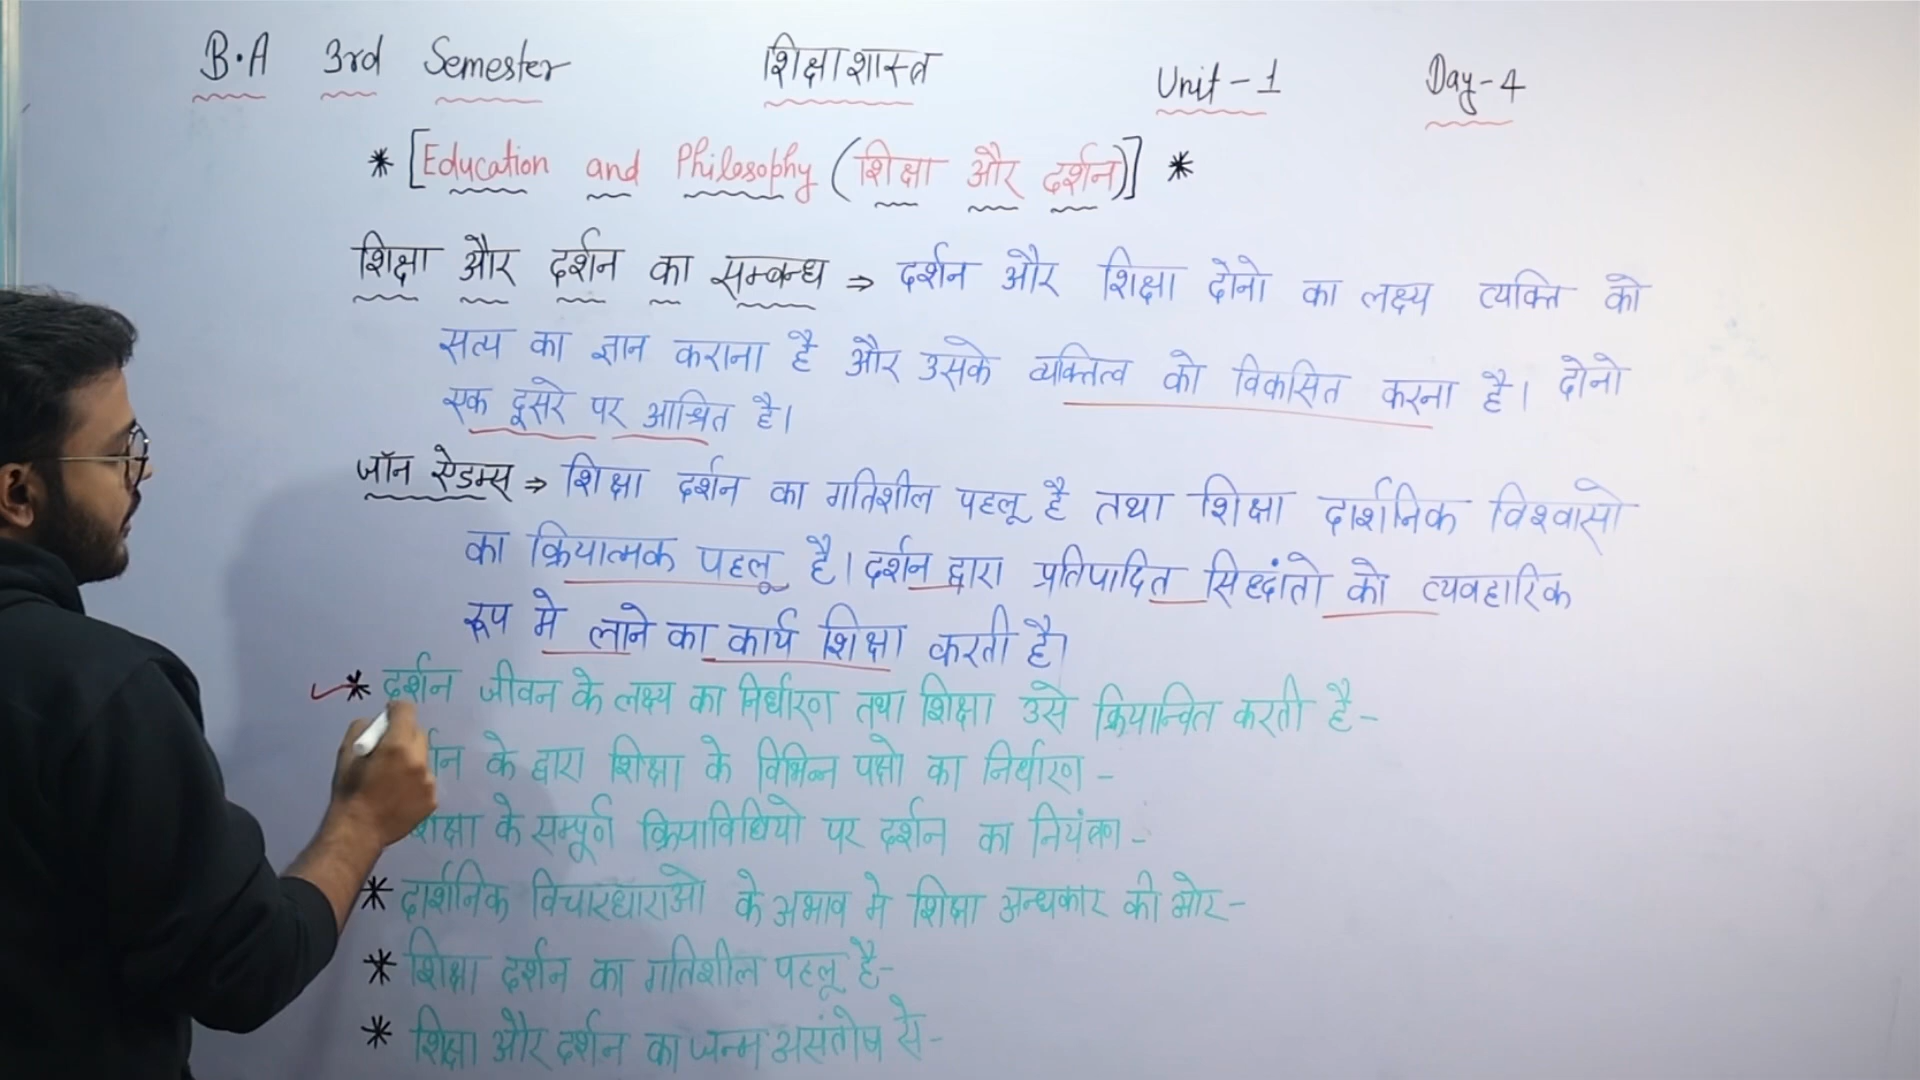 B.A 3rd Semester शिक्षाशास्त्र Unit-1 Day-4
* [Education and Philosophy (शिक्षा और दर्शन)] *
शिक्षा और दर्शन का सम्बन्ध ⇒ दर्शन और शिक्षा दोनो का लक्ष्य व्यक्ति को
सत्य का ज्ञान कराना है और उसके व्यक्तित्व को विकसित करना है। दोनो
एक दूसरे पर आश्रित है।
जॉन ऐडम्स ⇒ शिक्षा दर्शन का गतिशील पहलू है तथा शिक्षा दार्शनिक विश्वासो
का क्रियात्मक पहलू है। दर्शन द्वारा प्रतिपादित सिद्धांतो को व्यवहारिक
रूप मे लाने का कार्य शिक्षा करती है।
* दर्शन जीवन के लक्ष्य का निर्धारण तथा शिक्षा उसे क्रियान्वित करती है-
के द्वारा शिक्षा के विभिन्न पक्षो का निर्धारण -
के सम्पूर्ण क्रियाविधियो पर दर्शन का नियंत्रण -
* दार्शनिक विचारधाराओ के अभाव मे शिक्षा अन्धकार की ओर-
* शिक्षा दर्शन का गतिशील पहलू है-
* शिक्षा और दर्शन का जन्म असंतोष से-